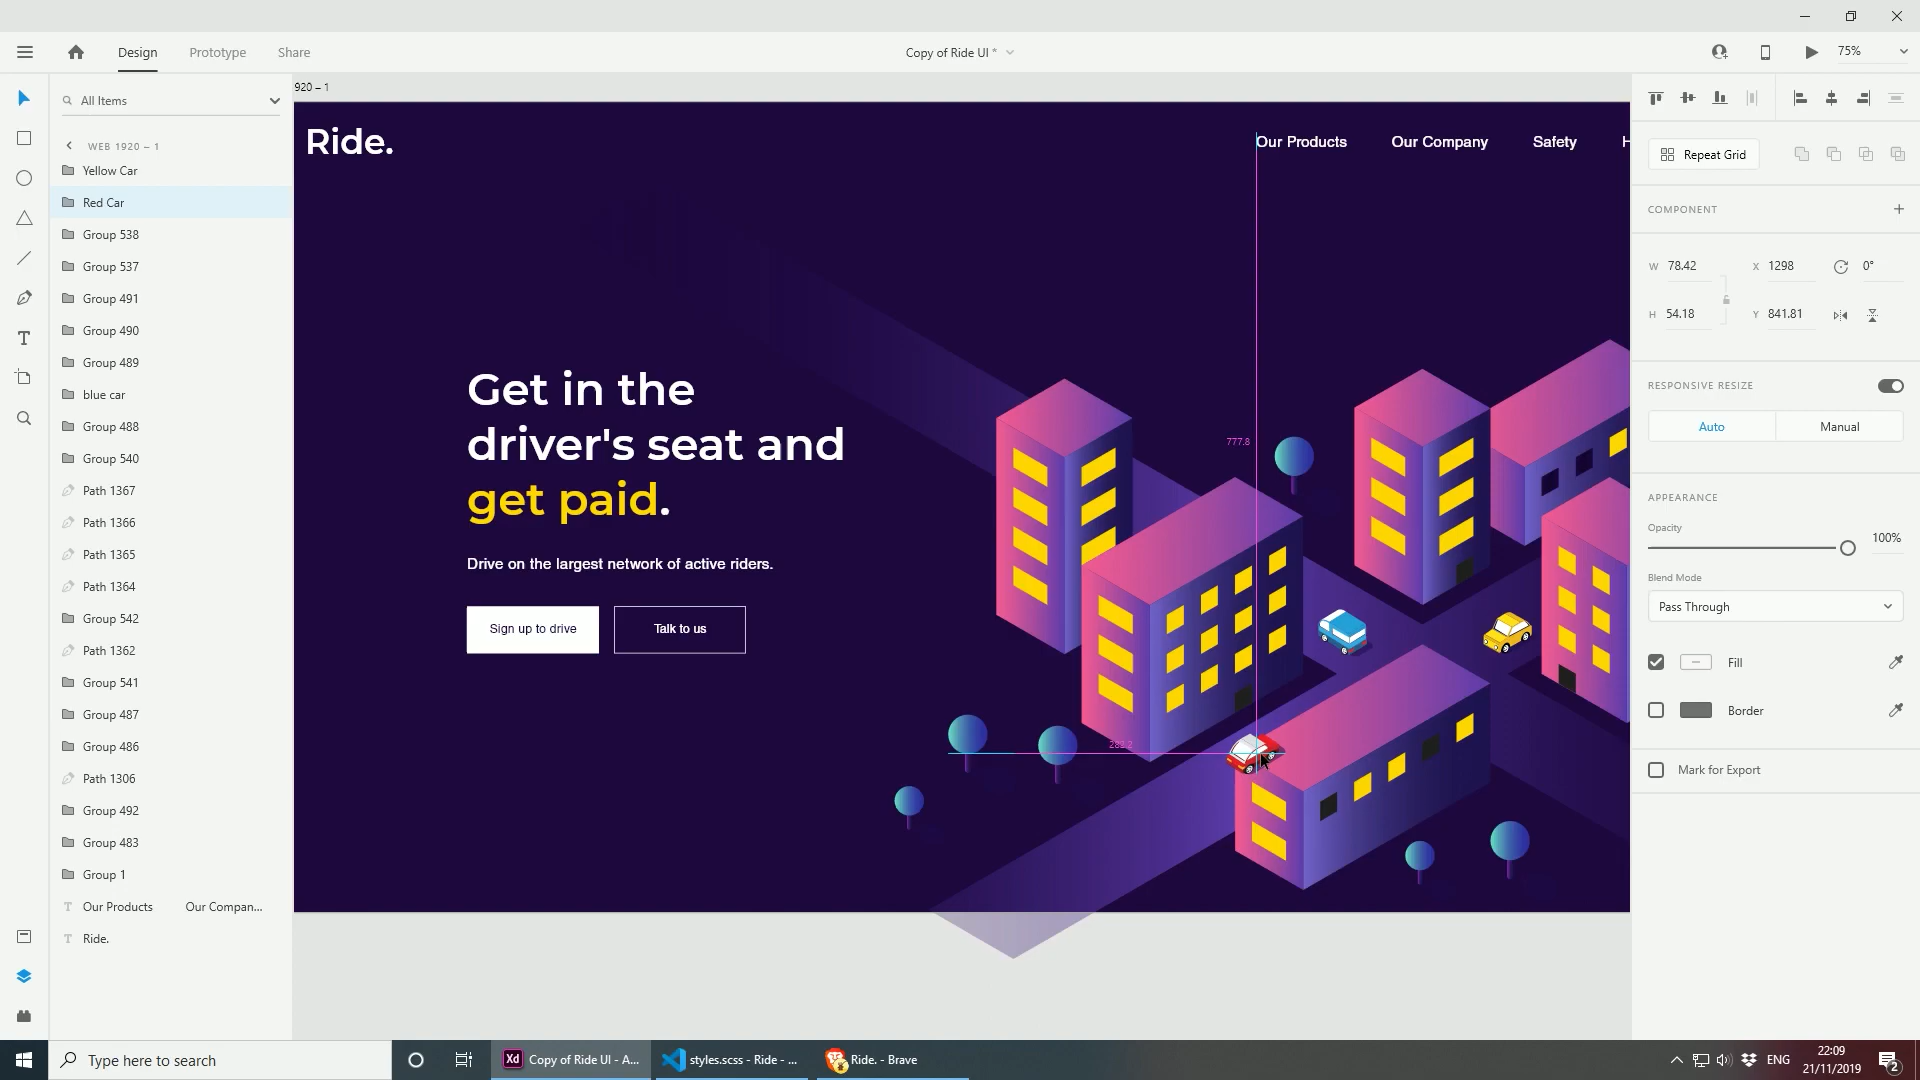 Design
Prototype
Share
Copy of Ride UI *
75%
All Items
920 – 1
WEB 1920 – 1
Yellow Car
Red Car
Group 538
Group 537
Group 491
Group 490
Group 489
blue car
Group 488
Group 540
Path 1367
Path 1366
Path 1365
Path 1364
Group 542
Path 1362
Group 541
Group 487
Group 486
Path 1306
Group 492
Group 483
Group 1
Our Products Our Compan...
Ride.
Ride.
Our Products
Our Company
Safety
H
Get in the
driver's seat and
get paid.
Drive on the largest network of active riders.
Sign up to drive
Talk to us
777.8
282.2
Repeat Grid
COMPONENT
W 78.42
X 1298
0°
H 54.18
Y 841.81
RESPONSIVE RESIZE
Auto
Manual
APPEARANCE
Opacity
100%
Blend Mode
Pass Through
Fill
Border
Mark for Export
Type here to search
Xd
Copy of Ride UI - A...
styles.scss - Ride - ...
Ride. - Brave
ENG
22:09
21/11/2019
2